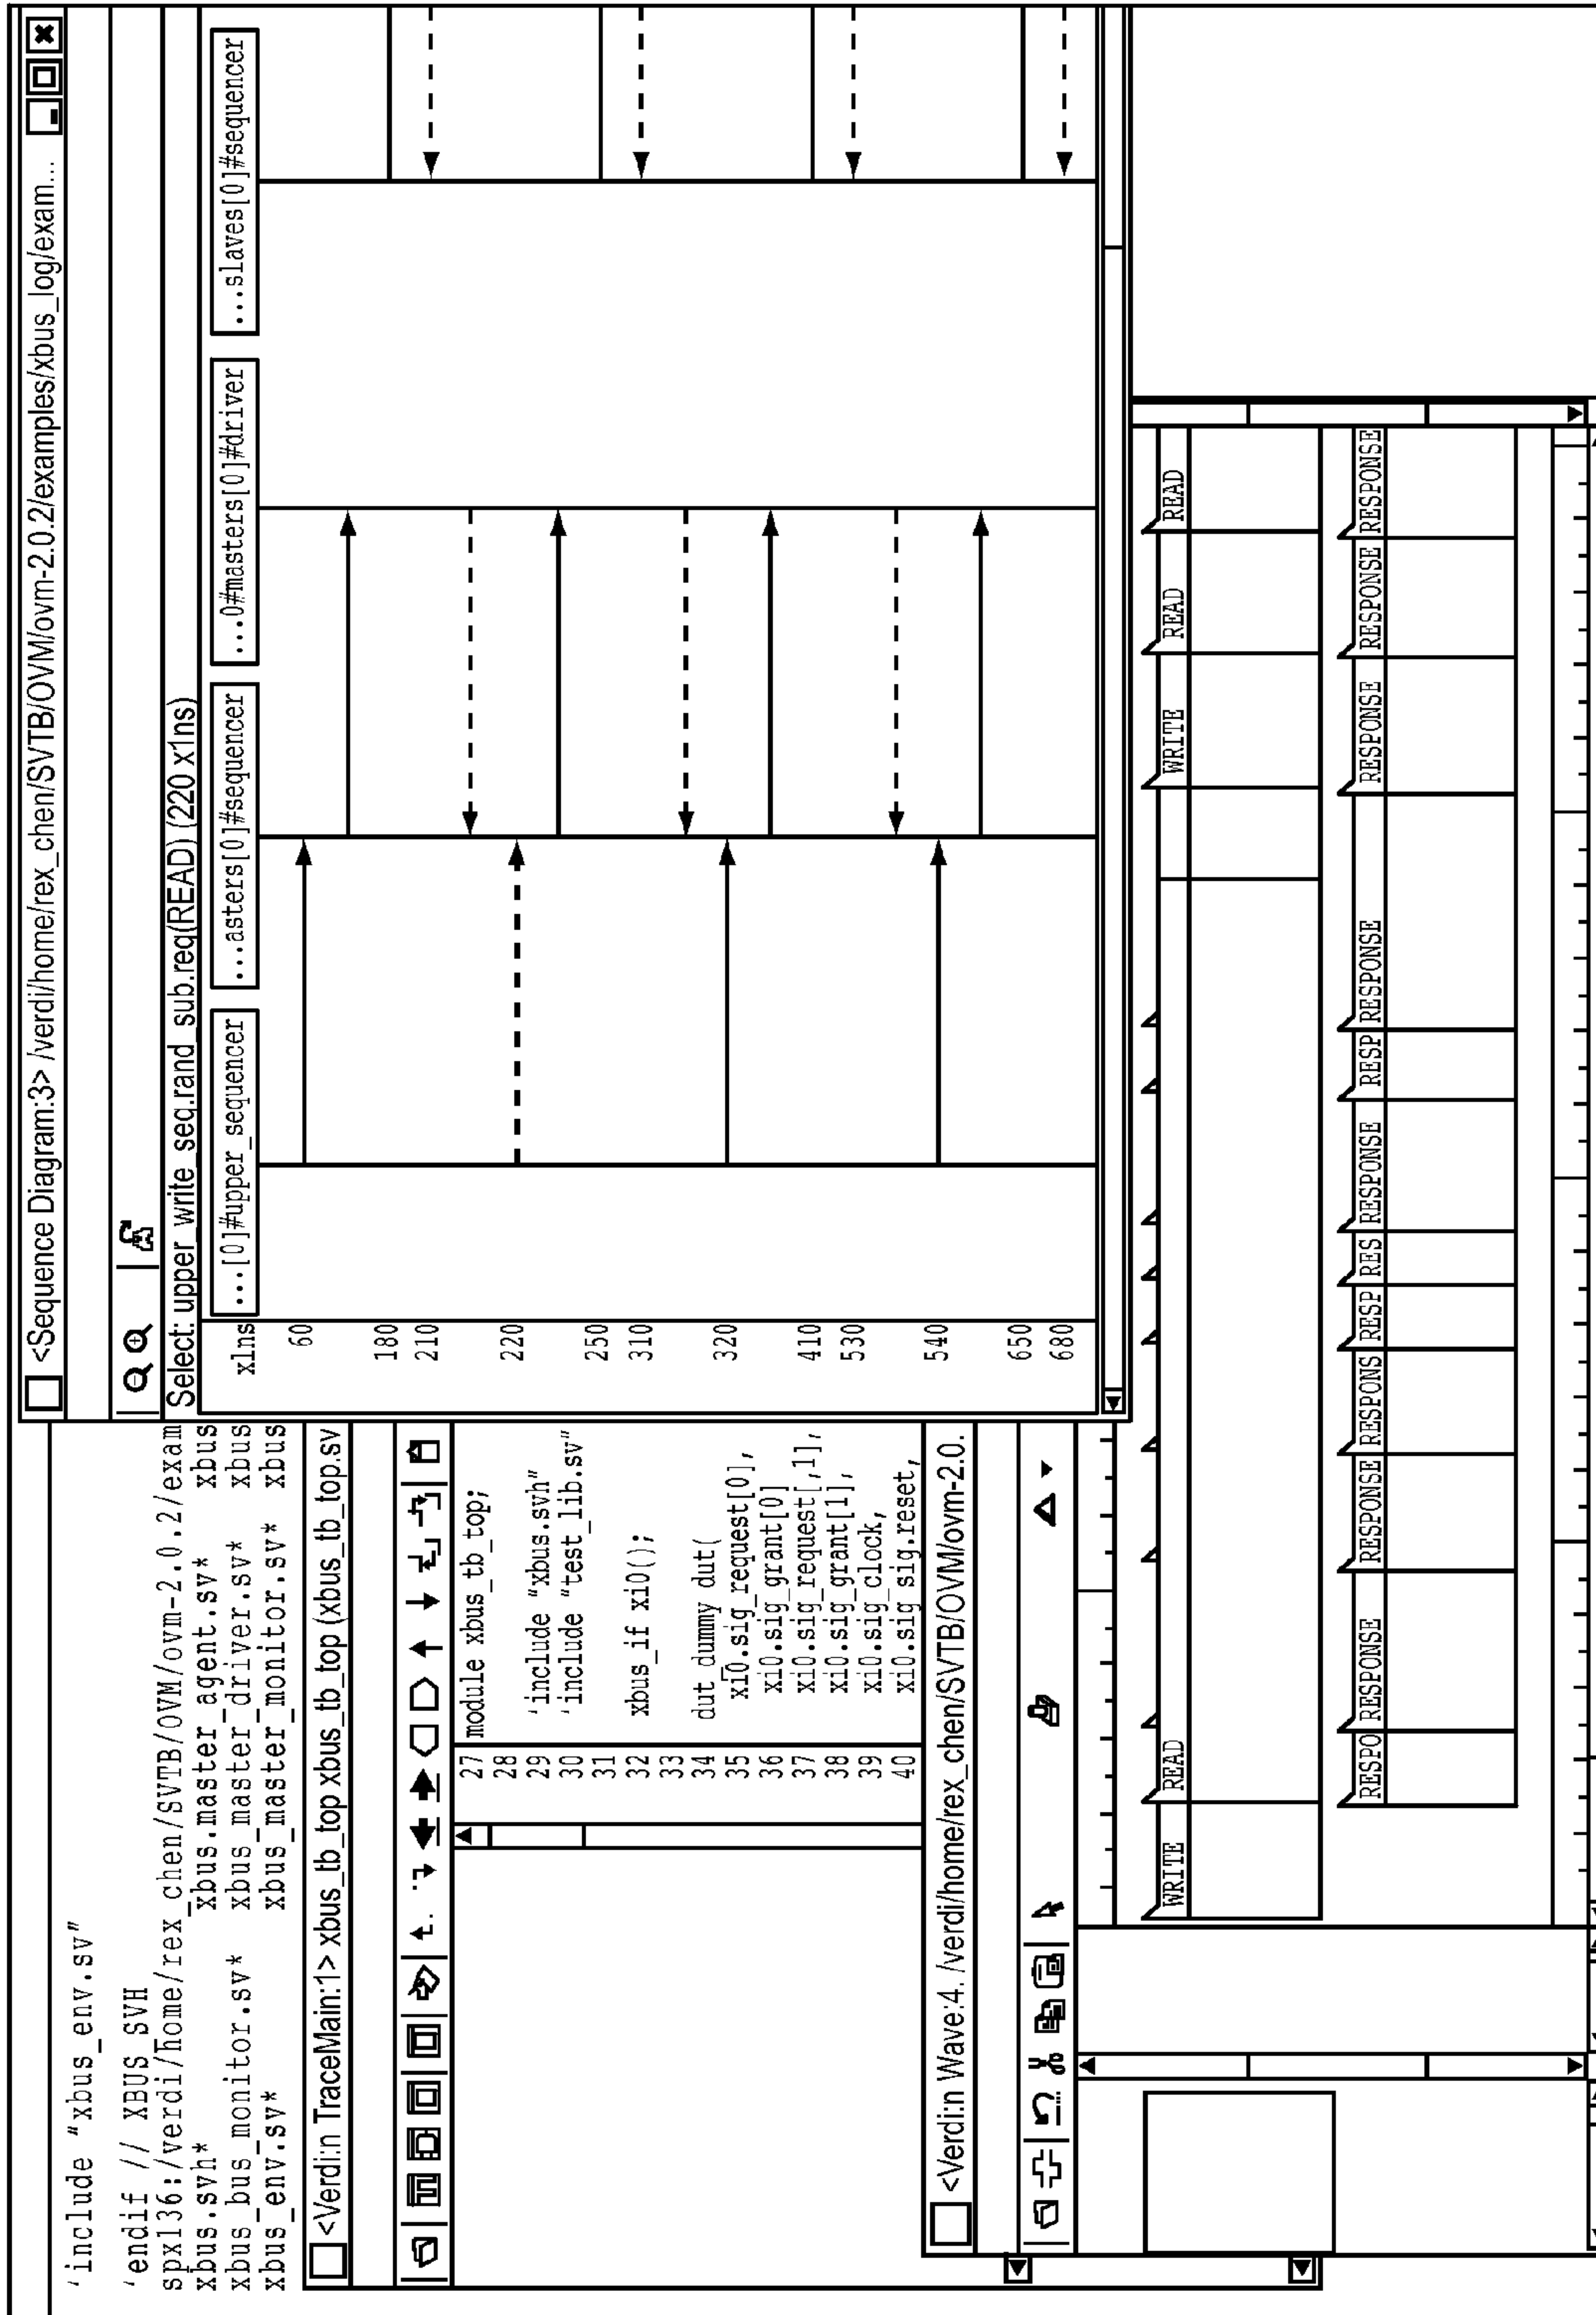 'include "xbus_env.sv"
'endif // XBUS_SVH
spx136:/verdi/home/rex_chen/SVTB/OVM/ovm-2.0.2/exam
xbus.svh* xbus.master_agent.sv* xbus
xbus_bus_monitor.sv* xbus_master_driver.sv* xbus
xbus_env.sv* xbus_master_monitor.sv* xbus
<Verdi:n TraceMain:1> xbus_tb_top xbus_tb_top (xbus_tb_top.sv
27 module xbus_tb_top;
28
29 'include "xbus.svh"
30 'include "test_lib.sv"
31
32 xbus_if xi0();
33
34 dut_dummy dut(
35 xi0.sig_request[0],
36 xi0.sig_grant[0]
37 xi0.sig_request[,1],
38 xi0.sig_grant[1],
39 xi0.sig_clock,
40 xi0.sig_sig.reset,
<Sequence Diagram:3> /verdi/home/rex_chen/SVTB/OVM/ovm-2.0.2/examples/xbus_log/exam...
Select: upper_write_seq.rand_sub.req(READ) (220 x1ns)
x1ns ...[0]#upper_sequencer ...asters[0]#sequencer ...0#masters[0]#driver ...slaves[0]#sequencer
60
180
210
220
250
310
320
410
530
540
650
680
<Verdi:n Wave:4. /verdi/home/rex_chen/SVTB/OVM/ovm-2.0.
WRITE READ WRITE READ READ
RESPO RESPONSE RESPONSE RESPONS RESP RES RESPONSE RESP RESPONSE RESPONSE RESPONSE RESPONSE